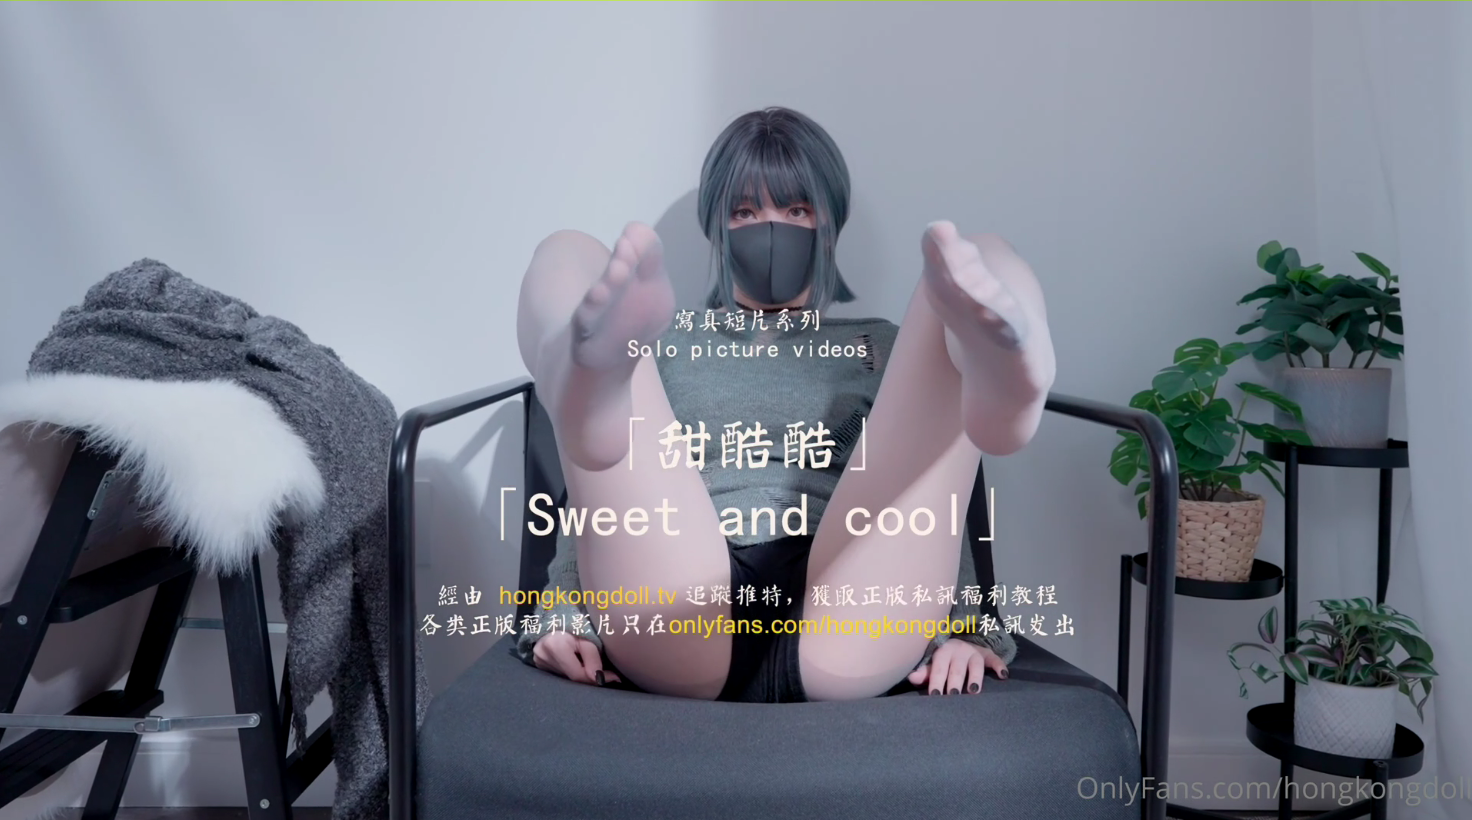 寫真短片系列
Solo picture videos
「甜酷酷」
「Sweet and cool」
經由 hongkongdoll.tv 追蹤推特，獲取正版私訊福利教程
各类正版福利影片只在onlyfans.com/hongkongdoll私訊发出
OnlyFans.com/hongkongdoll